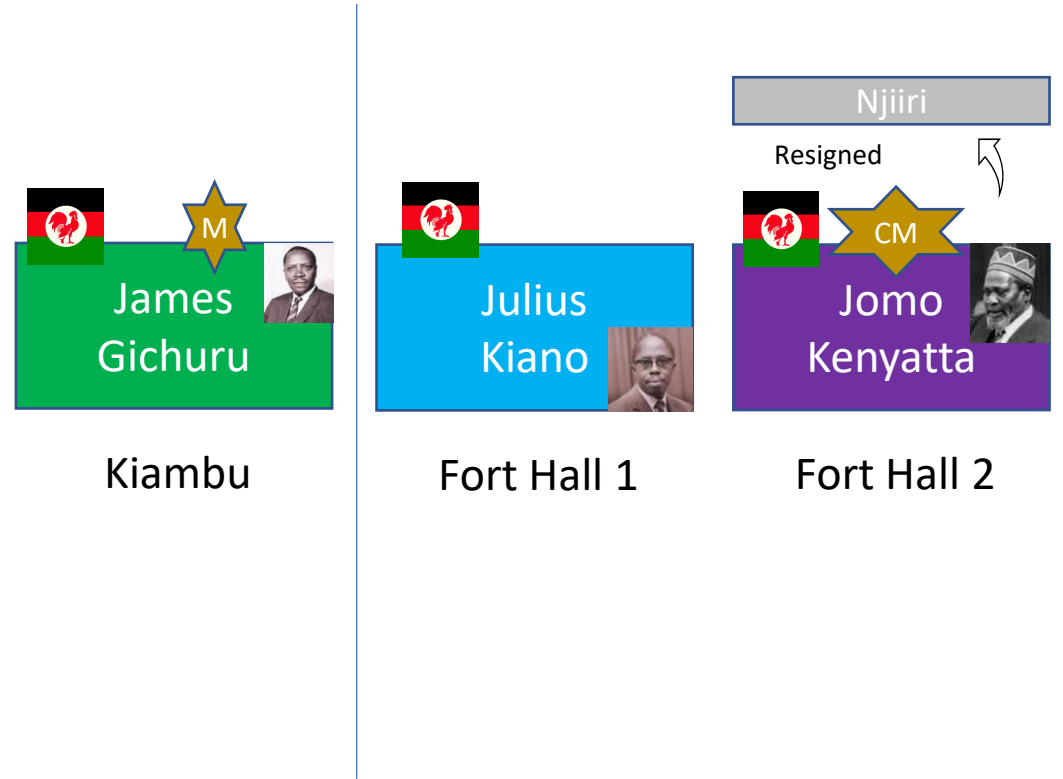 M
James
Gichuru
Kiambu
Julius
Kiano
Fort Hall 1
Njiiri
Resigned
CM
Jomo
Kenyatta
Fort Hall 2